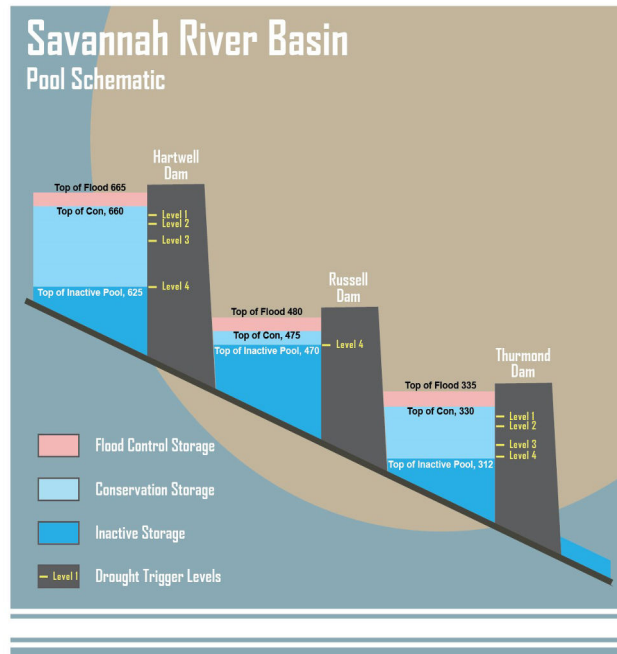 Savannah River Basin
Pool Schematic
Hartwell
Dam
Top of Flood 665
Top of Con, 660
Level 1
Level 2
Level 3
Level 4
Top of Inactive Pool, 625
Russell
Dam
Top of Flood 480
Top of Con, 475
Top of Inactive Pool, 470
Level 4
Thurmond
Dam
Top of Flood 335
Top of Con, 330
Level 1
Level 2
Level 3
Level 4
Top of Inactive Pool, 312
Flood Control Storage
Conservation Storage
Inactive Storage
Level 1
Drought Trigger Levels